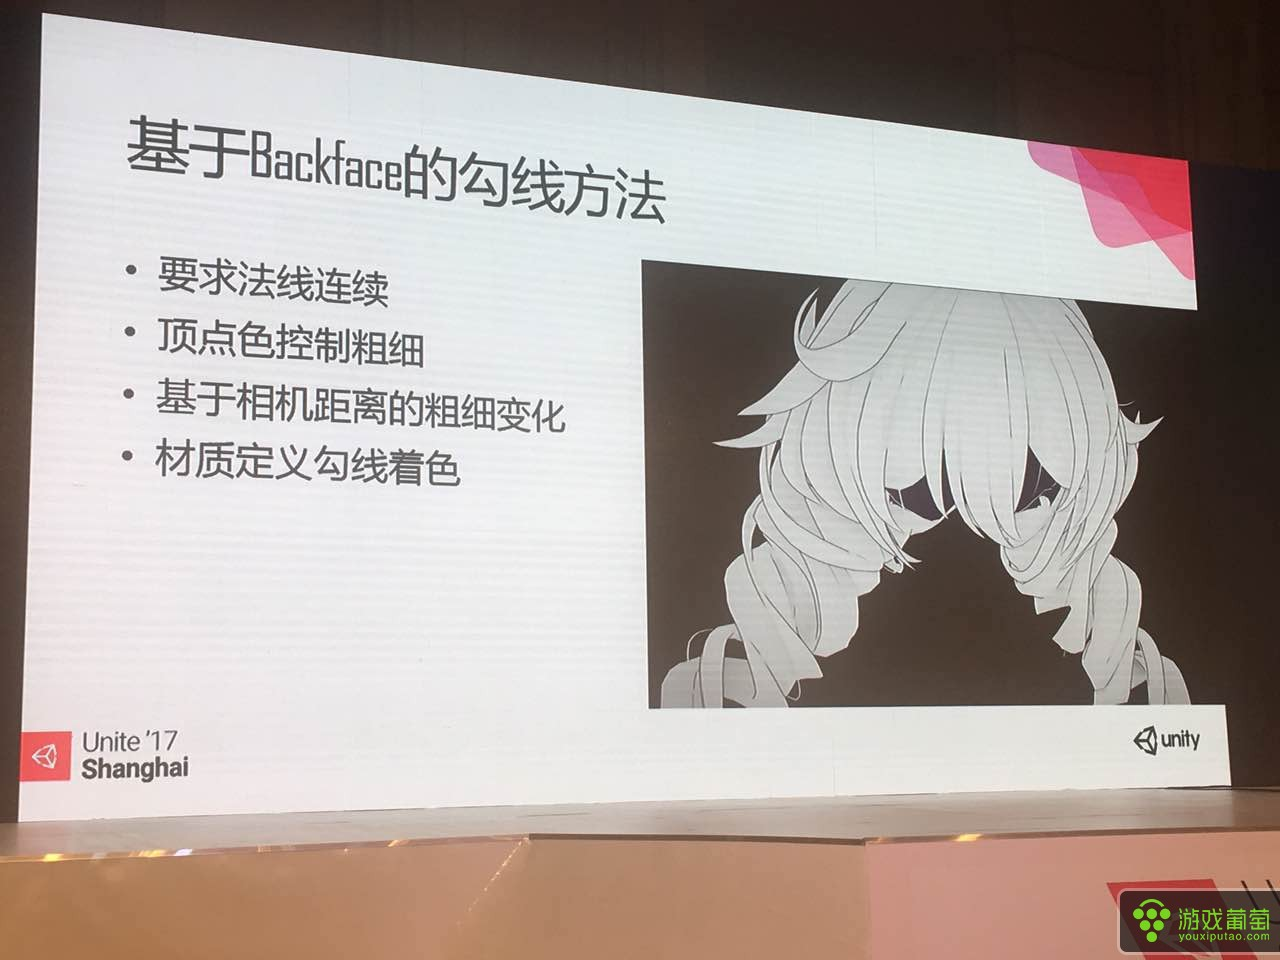 基于Backface的勾线方法
• 要求法线连续
• 顶点色控制粗细
• 基于相机距离的粗细变化
• 材质定义勾线着色
Unite '17
Shanghai
unity
游戏葡萄
youxiputao.com